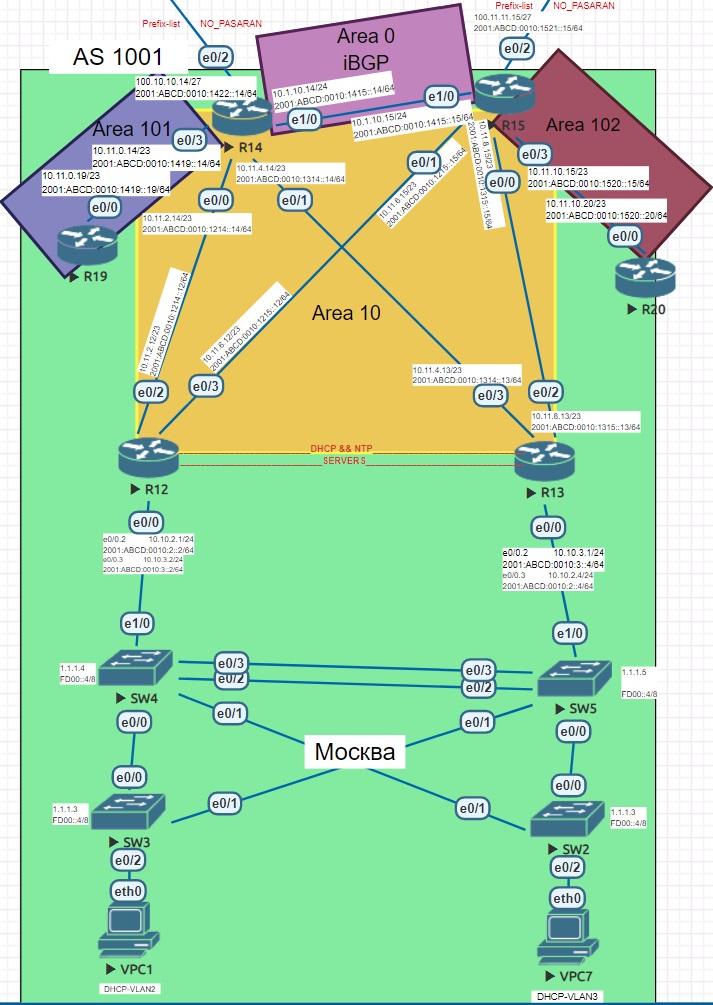 Prefix-list NO_PASARAN
Prefix-list NO_PASARAN
100.11.11.15/27
2001:ABCD:0010:1521::15/64
e0/2
e0/2
AS 1001
Area 0
iBGP
100.10.10.14/27
2001:ABCD:0010:1422::14/64
10.1.10.14/24
2001:ABCD:0010:1415::14/64
e1/0
e1/0
10.1.10.15/24
2001:ABCD:0010:1415::15/64
R14
R15
Area 101
e0/3
10.11.0.14/23
2001:ABCD:0010:1419::14/64
10.11.0.19/23
2001:ABCD:0010:1419::19/64
e0/0
R19
Area 102
e0/3
10.11.10.15/23
2001:ABCD:0010:1520::15/64
10.11.10.20/23
2001:ABCD:0010:1520::20/64
e0/0
R20
10.11.4.14/23
2001:ABCD:0010:1314::14/64
e0/0
e0/1
e0/1
e0/0
10.11.2.14/23
2001:ABCD:0010:1214::14/64
10.11.6.15/23
2001:ABCD:0010:1215::15/64
10.11.8.15/23
2001:ABCD:0010:1315::15/64
Area 10
10.11.2.12/23
2001:ABCD:0010:1214::12/64
10.11.6.12/23
2001:ABCD:0010:1215::12/64
10.11.4.13/23
2001:ABCD:0010:1314::13/64
e0/2
e0/3
e0/3
e0/2
10.11.8.13/23
2001:ABCD:0010:1315::13/64
DHCP && NTP
SERVERS
R12
R13
e0/0
e0/0
e0/0.2 10.10.2.1/24
2001:ABCD:0010:2::2/64
e0/0.3 10.10.3.2/24
2001:ABCD:0010:3::2/64
e0/0.2 10.10.3.1/24
2001:ABCD:0010:3::4/64
e0/0.3 10.10.2.4/24
2001:ABCD:0010:2::4/64
e1/0
e1/0
1.1.1.4
FD00::4/8
SW4
e0/3
e0/2
e0/3
e0/2
1.1.1.5
FD00::4/8
SW5
e0/0
e0/1
e0/1
e0/0
Москва
e0/0
e0/0
1.1.1.3
FD00::4/8
e0/1
e0/1
1.1.1.3
FD00::4/8
SW3
SW2
e0/2
e0/2
eth0
eth0
VPC1
VPC7
DHCP-VLAN2
DHCP-VLAN3